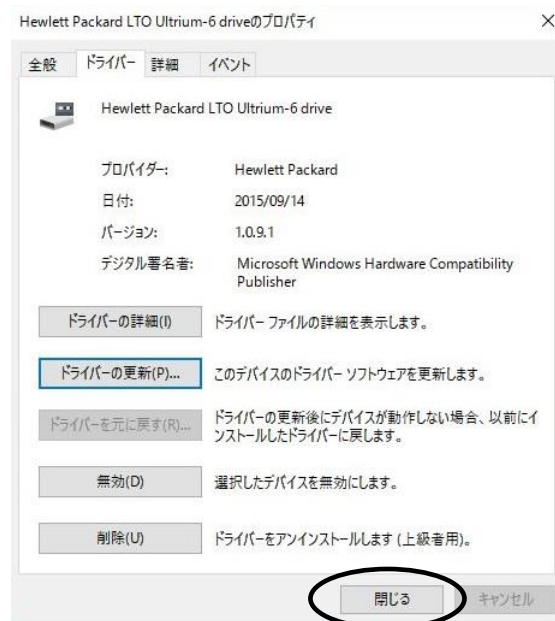 Hewlett Packard LTO Ultrium-6 driveのプロパティ
全般 ドライバー 詳細 イベント
Hewlett Packard LTO Ultrium-6 drive
プロバイダー: Hewlett Packard
日付: 2015/09/14
バージョン: 1.0.9.1
デジタル署名者: Microsoft Windows Hardware Compatibility
Publisher
ドライバーの詳細(I) ドライバー ファイルの詳細を表示します。
ドライバーの更新(P)... このデバイスのドライバー ソフトウェアを更新します。
ドライバーを元に戻す(R)... ドライバーの更新後にデバイスが動作しない場合、以前にイ
ンストールしたドライバーに戻します。
無効(D) 選択したデバイスを無効にします。
削除(U) ドライバーをアンインストールします (上級者用)。
閉じる キャンセル